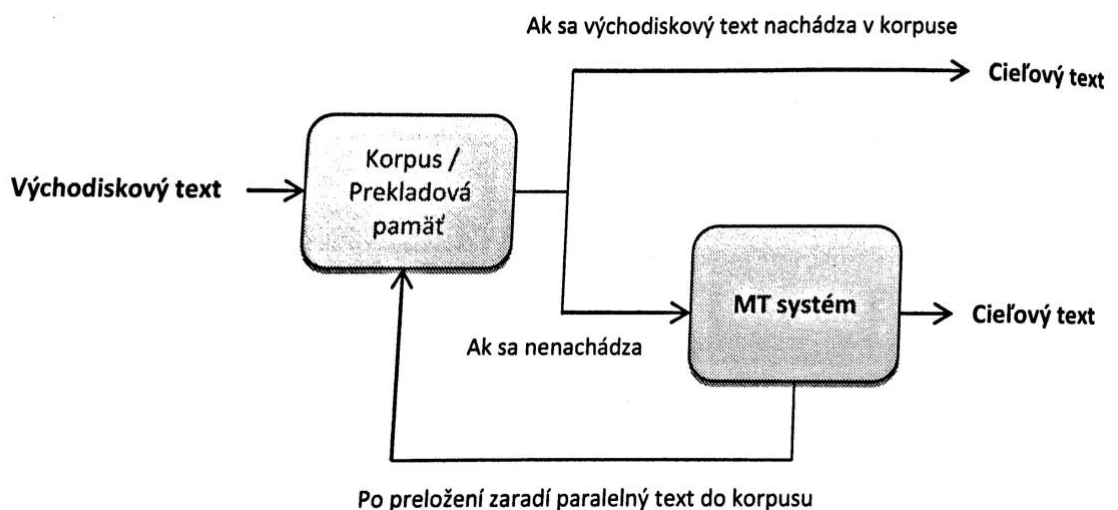 Ak sa východiskový text nachádza v korpuse
Cieľový text
Korpus /
Prekladová
pamäť
Východiskový text
MT systém
Cieľový text
Ak sa nenachádza
Po preložení zaradí paralelný text do korpusu